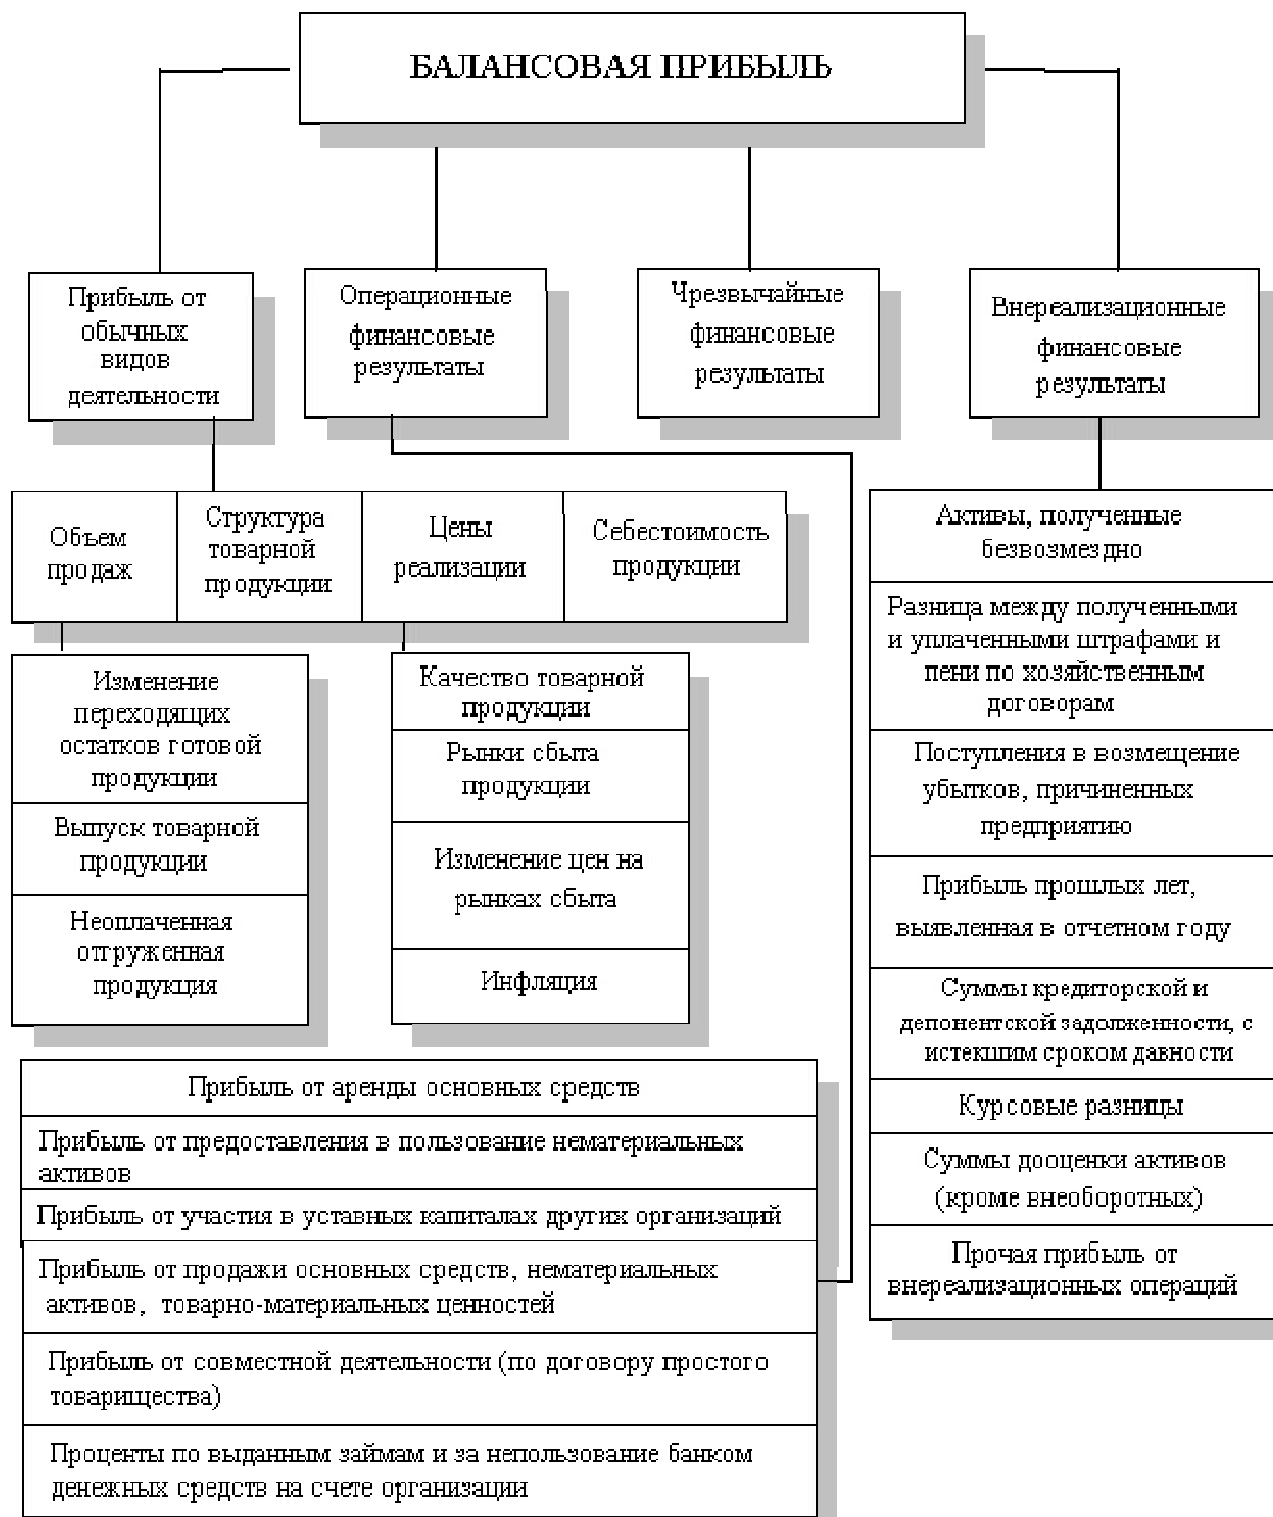 БАЛАНСОВАЯ ПРИБЫЛЬ
Прибыль от
обычных
видов
деятельности
Операционные
финансовые
результаты
Чрезвычайные
финансовые
результаты
Внереализационные
финансовые
результаты
Объем
продаж
Структура
товарной
продукции
Цены
реализации
Себестоимость
продукции
Изменение
переходящих
остатков готовой
продукции
Выпуск товарной
продукции
Неоплаченная
отгруженная
продукция
Качество товарной
продукции
Рынки сбыта
продукции
Изменение цен на
рынках сбыта
Инфляция
Активы, полученные
безвозмездно
Разница между полученными
и уплаченными штрафами и
пени по хозяйственным
договорам
Поступления в возмещение
убытков, причиненных
предприятию
Прибыль прошлых лет,
выявленная в отчетном году
Суммы кредиторской и
депонентской задолженности, с
истекшим сроком давности
Курсовые разницы
Суммы дооценки активов
(кроме внеоборотных)
Прочая прибыль от
внереализационных операций
Прибыль от аренды основных средств
Прибыль от предоставления в пользование нематериальных
активов
Прибыль от участия в уставных капиталах других организаций
Прибыль от продажи основных средств, нематериальных
активов, товарно-материальных ценностей
Прибыль от совместной деятельности (по договору простого
товарищества)
Проценты по выданным займам и за непользование банком
денежных средств на счете организации